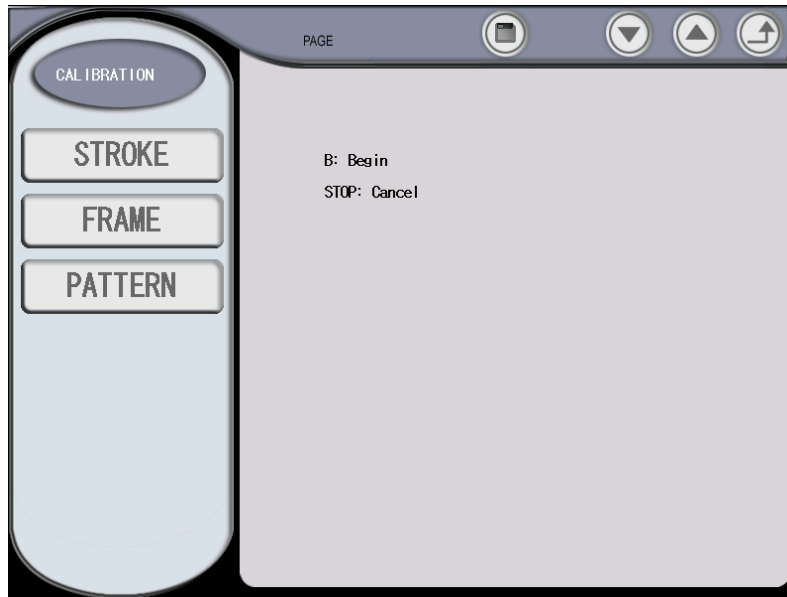 PAGE
CALIBRATION
STROKE
FRAME
PATTERN
B: Begin
STOP: Cancel